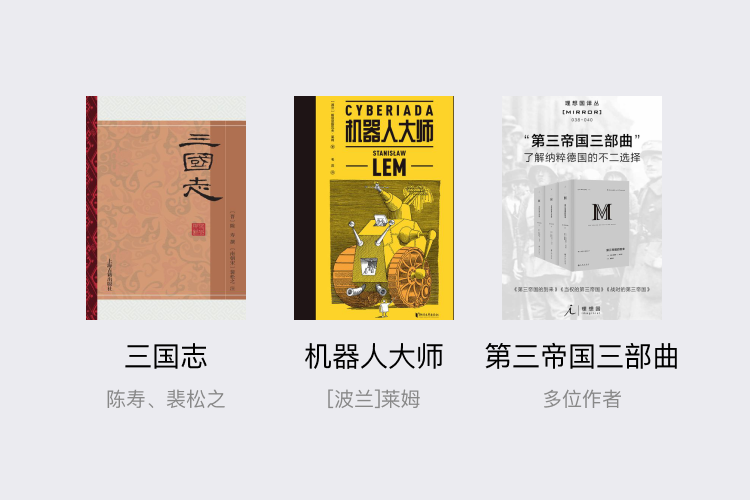 三國志
上海古籍出版社
CYBERIADA
机器人大师
STANISŁAW
LEM
理想国译丛
[MIRROR]
038-040
“第三帝国三部曲”
了解纳粹德国的不二选择
M
《第三帝国的到来》《当权的第三帝国》《战时的第三帝国》
理想国
三国志
机器人大师
第三帝国三部曲
陈寿、裴松之
[波兰]莱姆
多位作者